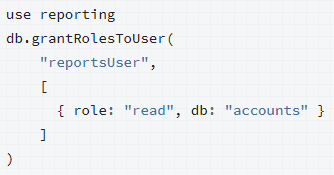 use reporting
db.grantRolesToUser(
    "reportsUser",
    [
      { role: "read", db: "accounts" }
    ]
)